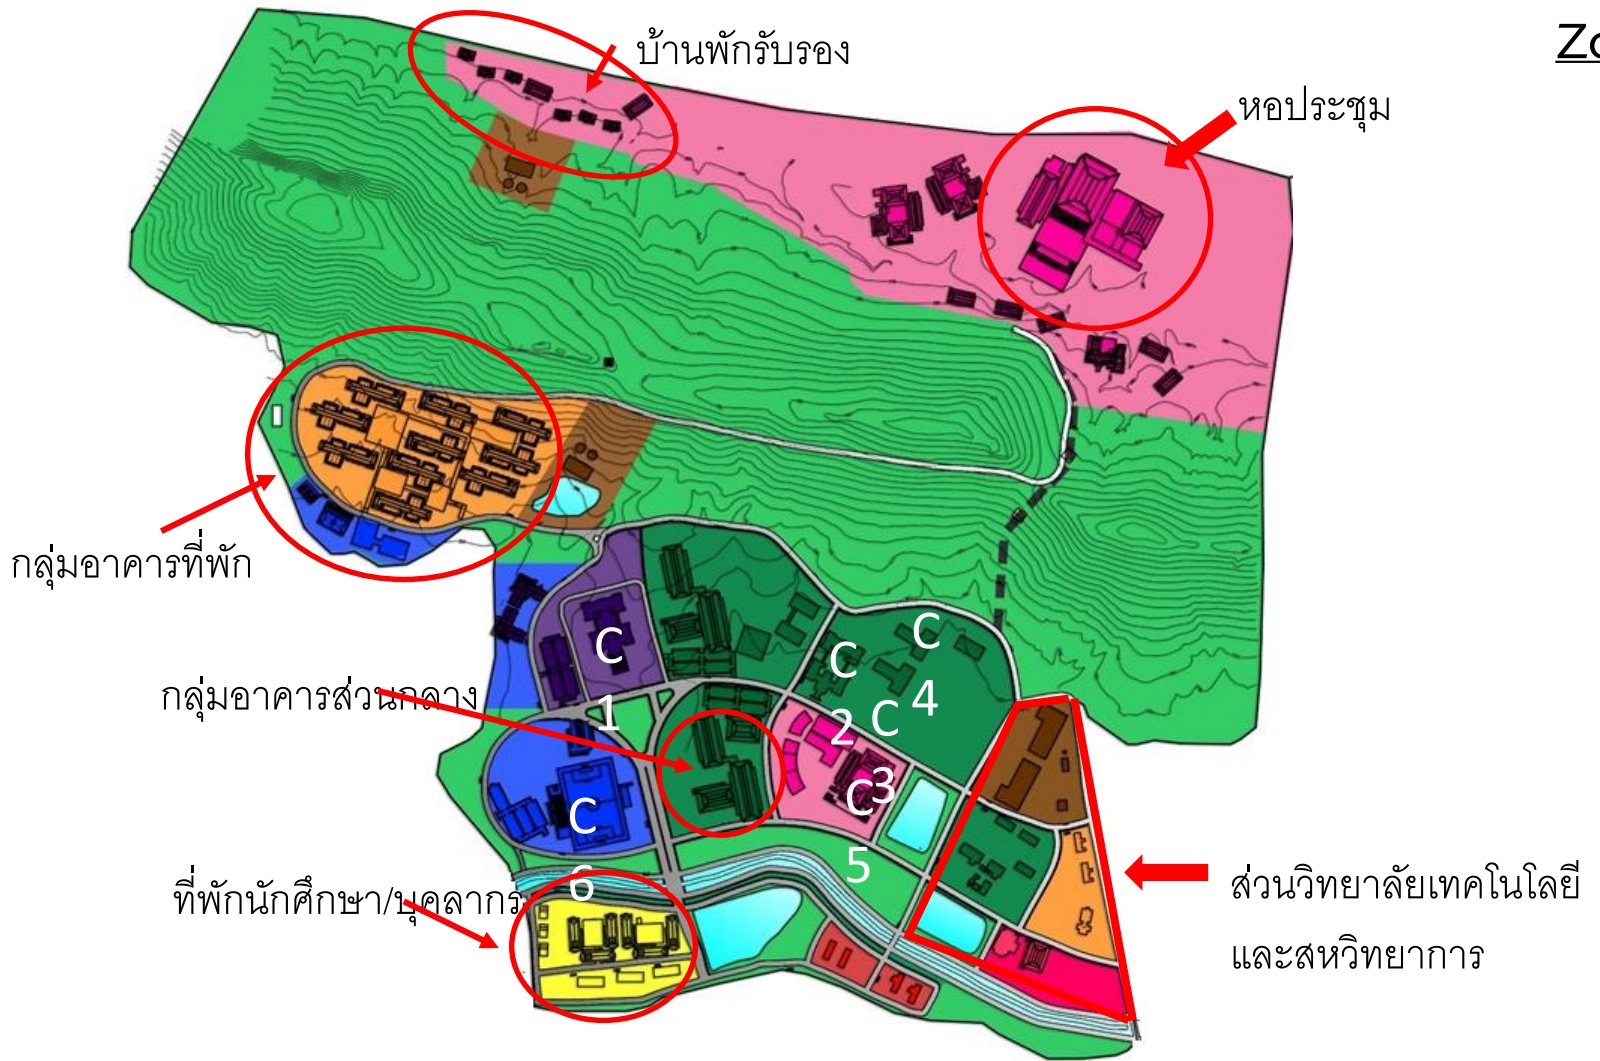 บ้านพักรับรอง
หอประชุม
กลุ่มอาคารที่พัก
C
1
C
2
C
4
C
3
กลุ่มอาคารส่วนกลาง
C
5
C
6
ที่พักนักศึกษา/บุคลากร
ส่วนวิทยาลัยเทคโนโลยี
และสหวิทยาการ